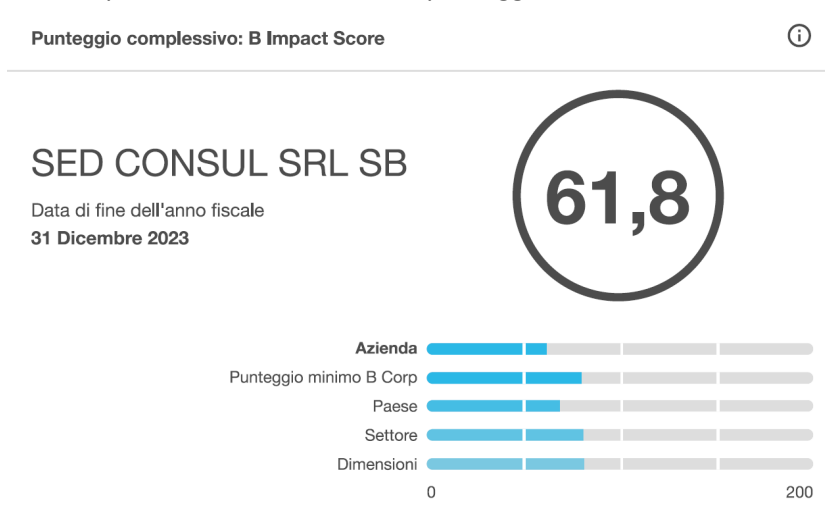 Punteggio complessivo: B Impact Score
SED CONSUL SRL SB
Data di fine dell'anno fiscale
31 Dicembre 2023
61,8
Azienda
Punteggio minimo B Corp
Paese
Settore
Dimensioni
0 200